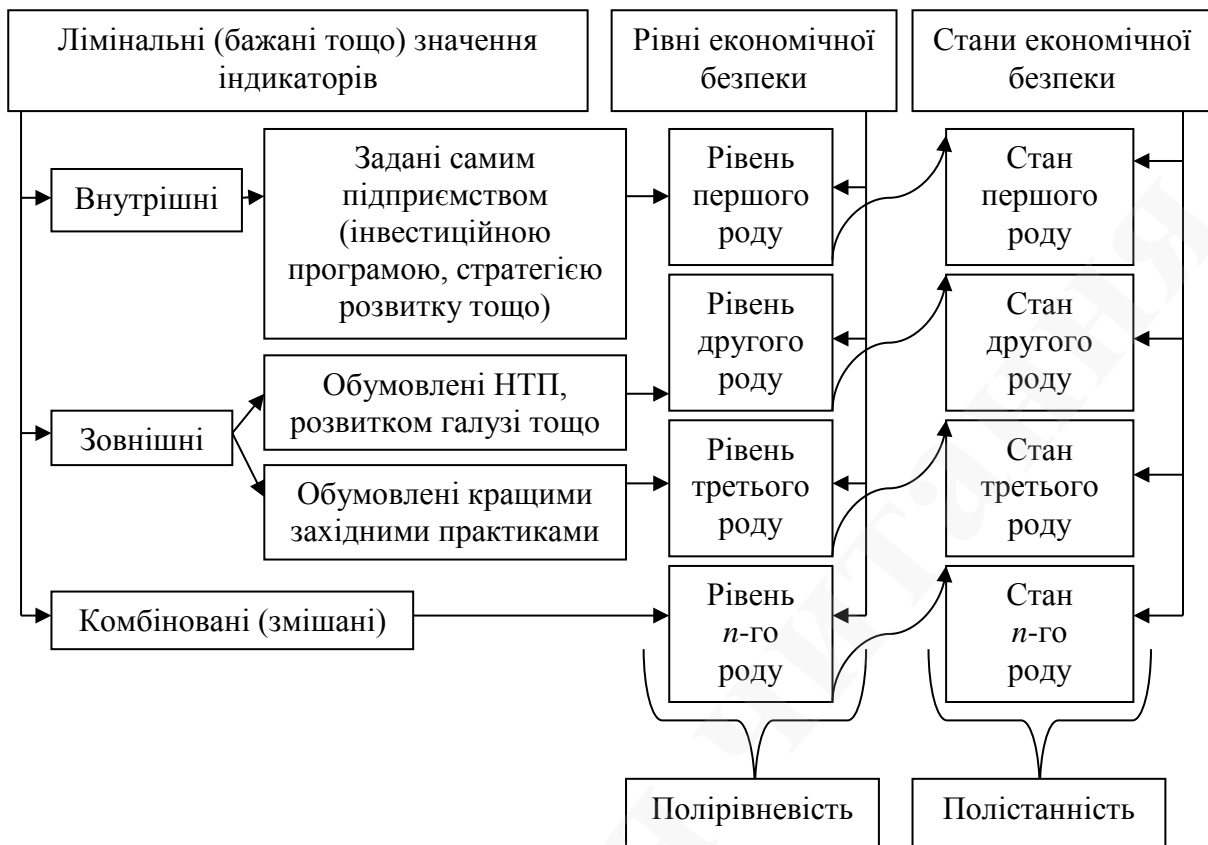 Лімінальні (бажані тощо) значення
індикаторів
Рівні економічної
безпеки
Стани економічної
безпеки
Внутрішні
Задані самим
підприємством
(інвестиційною
програмою, стратегією
розвитку тощо)
Рівень
першого
роду
Стан
першого
роду
Зовнішні
Обумовлені НТП,
розвитком галузі тощо
Рівень
другого
роду
Стан
другого
роду
Обумовлені кращими
західними практиками
Рівень
третього
роду
Стан
третього
роду
Комбіновані (змішані)
Рівень
n-го
роду
Стан
n-го
роду
Полірівневість
Полістанність
читання